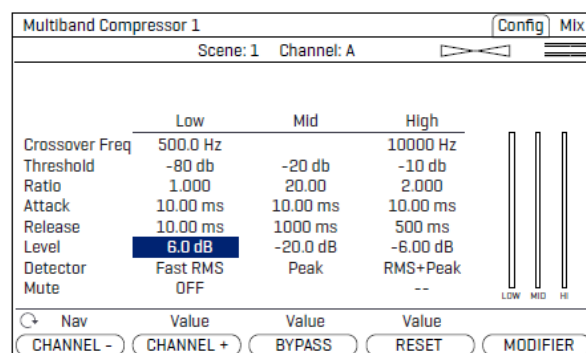 Multiband Compressor 1 Config Mix
Scene: 1 Channel: A
Low Mid High
Crossover Freq 500.0 Hz 10000 Hz
Threshold -80 db -20 db -10 db
Ratio 1.000 20.00 2.000
Attack 10.00 ms 10.00 ms 10.00 ms
Release 10.00 ms 1000 ms 500 ms
Level 6.0 dB -20.0 dB -6.00 dB
Detector Fast RMS Peak RMS+Peak
Mute OFF --
LOW MID HI
Nav Value Value Value
CHANNEL - CHANNEL + BYPASS RESET MODIFIER